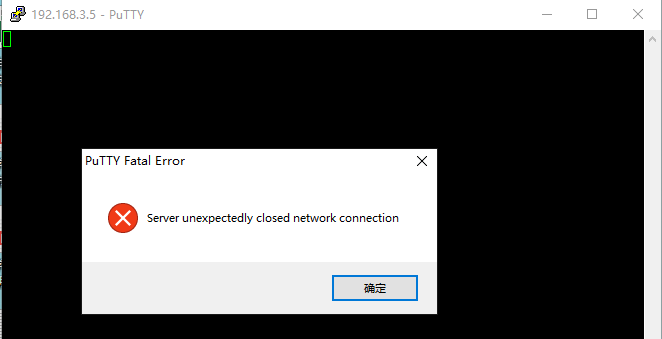 192.168.3.5 - PuTTY
PuTTY Fatal Error
Server unexpectedly closed network connection
确定